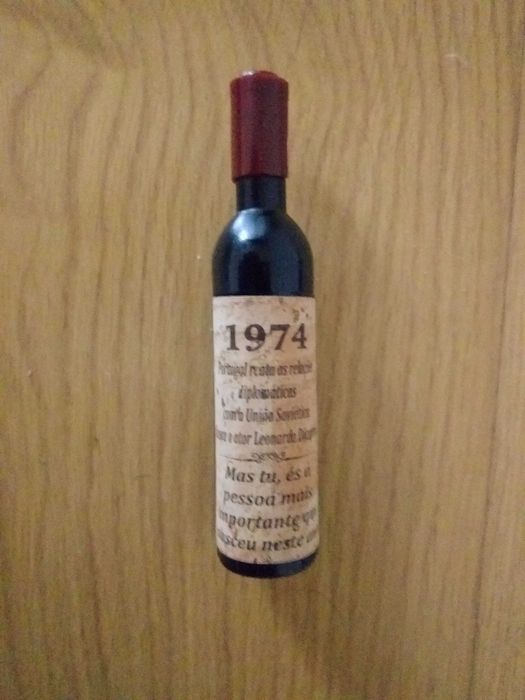 1974
Portugal reata as relações
diplomáticas
com a União Soviética
e o ator Leonardo
Mas tu, és a
pessoa mais
importante que
nasceu neste